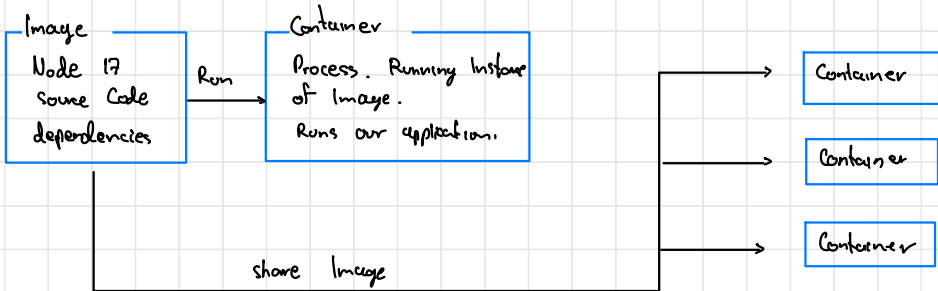 Image
Node 17
source Code
dependencies
Run
Container
Process. Running Instance
of Image.
Runs our application.
share Image
Container
Container
Container